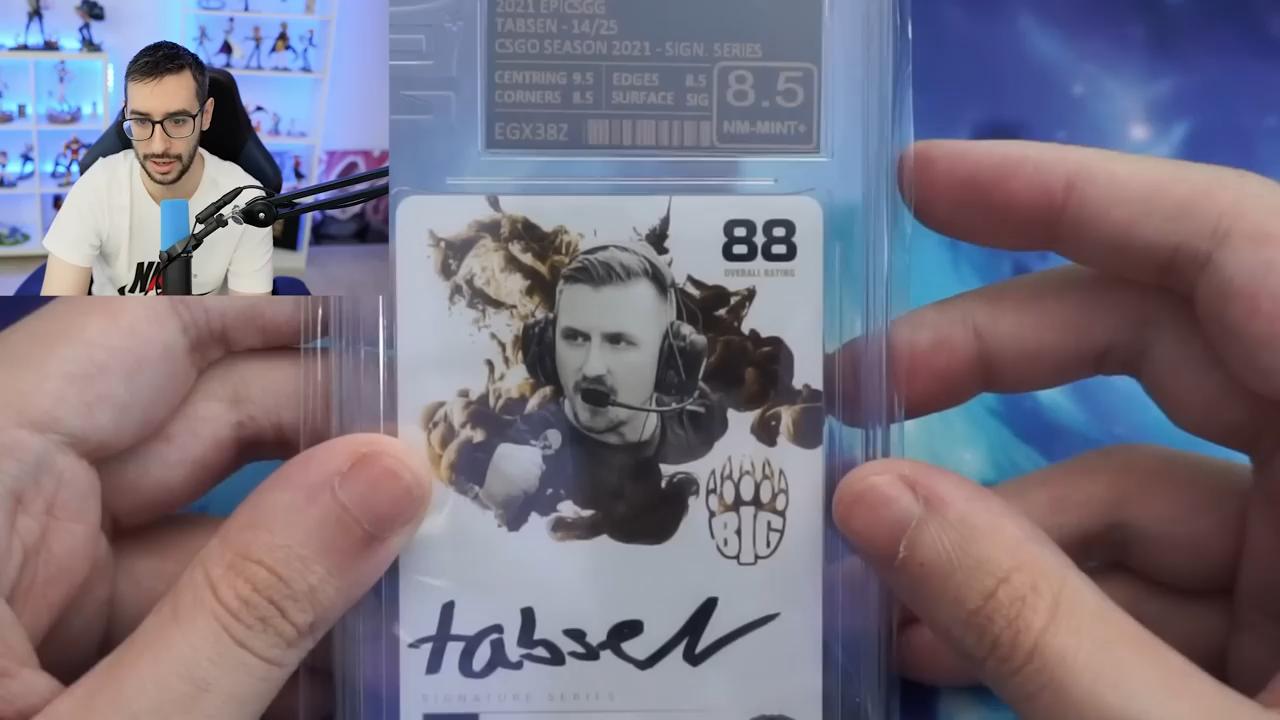 2021 EPICSGG
TABSEN - 14/25
CSGO SEASON 2021 - SIGN. SERIES
CENTRING 9.5 EDGES 8.5
CORNERS 8.5 SURFACE SIG
8.5
NM-MINT+
EGX38Z
88
OVERALL RATING
BIG
tabseN
SIGNATURE SERIES